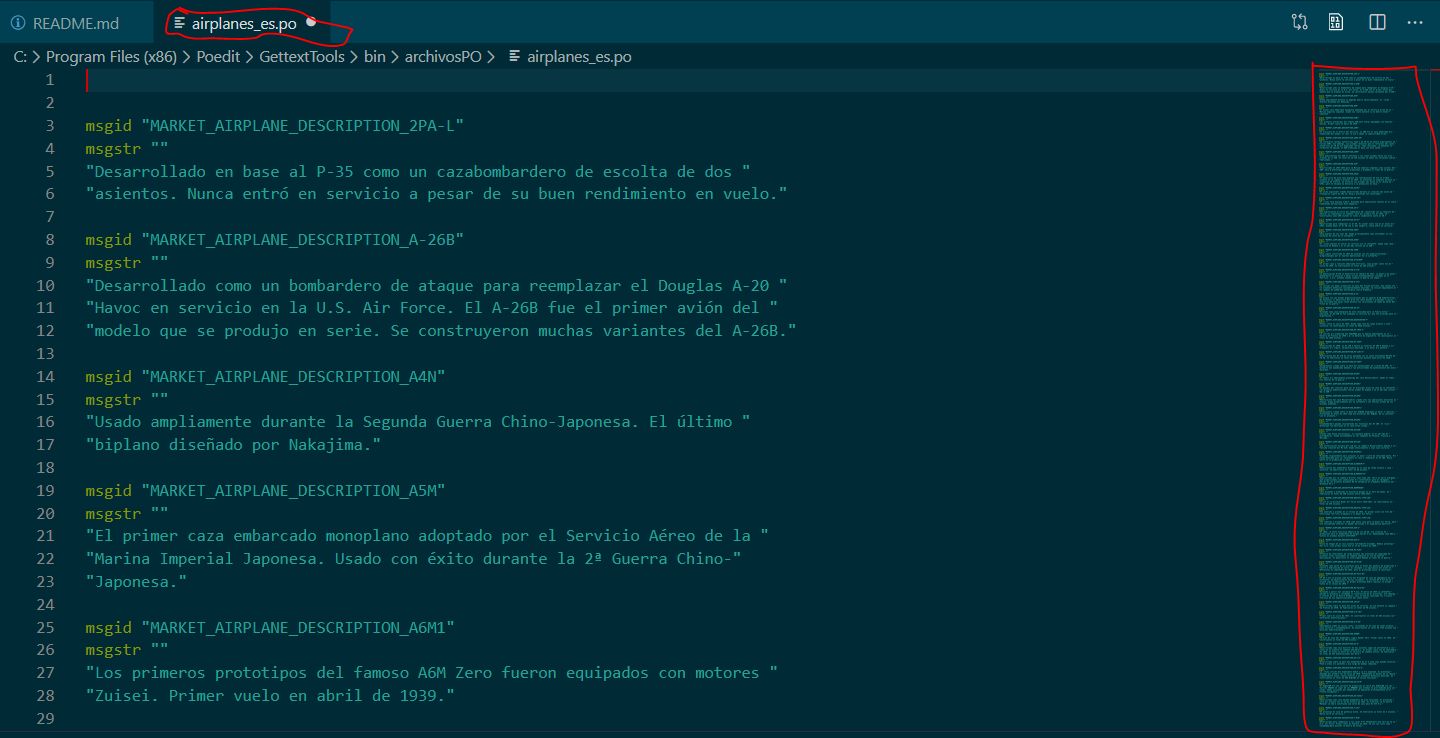 README.md
airplanes_es.po
C: > Program Files (x86) > Poedit > GettextTools > bin > archivosPO > airplanes_es.po
1
2
3 msgid "MARKET_AIRPLANE_DESCRIPTION_2PA-L"
4 msgstr ""
5 "Desarrollado en base al P-35 como un cazabombardero de escolta de dos "
6 "asientos. Nunca entró en servicio a pesar de su buen rendimiento en vuelo."
7
8 msgid "MARKET_AIRPLANE_DESCRIPTION_A-26B"
9 msgstr ""
10 "Desarrollado como un bombardero de ataque para reemplazar el Douglas A-20 "
11 "Havoc en servicio en la U.S. Air Force. El A-26B fue el primer avión del "
12 "modelo que se produjo en serie. Se construyeron muchas variantes del A-26B."
13
14 msgid "MARKET_AIRPLANE_DESCRIPTION_A4N"
15 msgstr ""
16 "Usado ampliamente durante la Segunda Guerra Chino-Japonesa. El último "
17 "biplano diseñado por Nakajima."
18
19 msgid "MARKET_AIRPLANE_DESCRIPTION_A5M"
20 msgstr ""
21 "El primer caza embarcado monoplano adoptado por el Servicio Aéreo de la "
22 "Marina Imperial Japonesa. Usado con éxito durante la 2ª Guerra Chino-"
23 "Japonesa."
24
25 msgid "MARKET_AIRPLANE_DESCRIPTION_A6M1"
26 msgstr ""
27 "Los primeros prototipos del famoso A6M Zero fueron equipados con motores "
28 "Zuisei. Primer vuelo en abril de 1939."
29